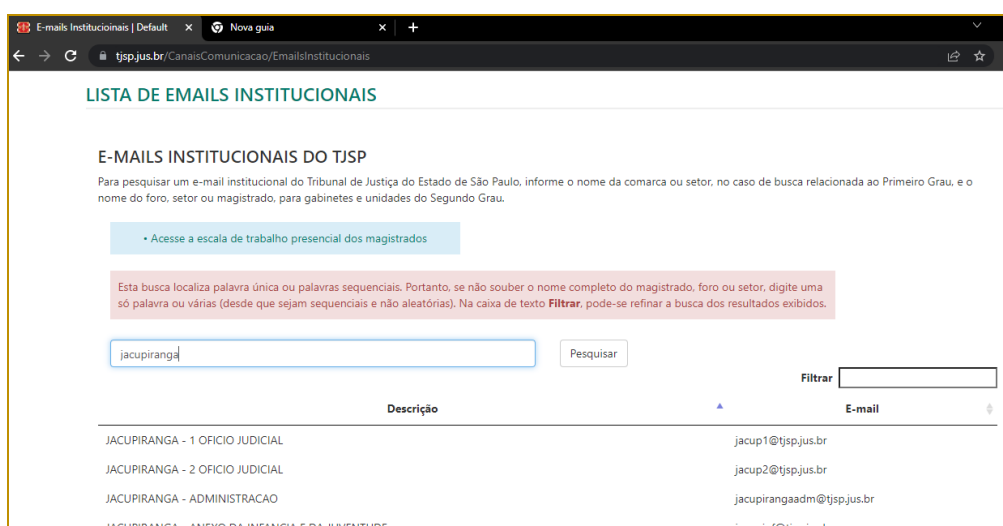 E-mails Institucioinais | Default
Nova guia
tjsp.jus.br/CanaisComunicacao/EmailsInstitucionais
LISTA DE EMAILS INSTITUCIONAIS
E-MAILS INSTITUCIONAIS DO TJSP
Para pesquisar um e-mail institucional do Tribunal de Justiça do Estado de São Paulo, informe o nome da comarca ou setor, no caso de busca relacionada ao Primeiro Grau, e o
nome do foro, setor ou magistrado, para gabinetes e unidades do Segundo Grau.
• Acesse a escala de trabalho presencial dos magistrados
Esta busca localiza palavra única ou palavras sequenciais. Portanto, se não souber o nome completo do magistrado, foro ou setor, digite uma
só palavra ou várias (desde que sejam sequenciais e não aleatórias). Na caixa de texto Filtrar, pode-se refinar a busca dos resultados exibidos.
jacupiranga Pesquisar
Filtrar
Descrição E-mail
JACUPIRANGA - 1 OFICIO JUDICIAL jacup1@tjsp.jus.br
JACUPIRANGA - 2 OFICIO JUDICIAL jacup2@tjsp.jus.br
JACUPIRANGA - ADMINISTRACAO jacupirangaadm@tjsp.jus.br
JACUPIRANGA - ANEXO DA INFANCIA E DA JUVENTUDE